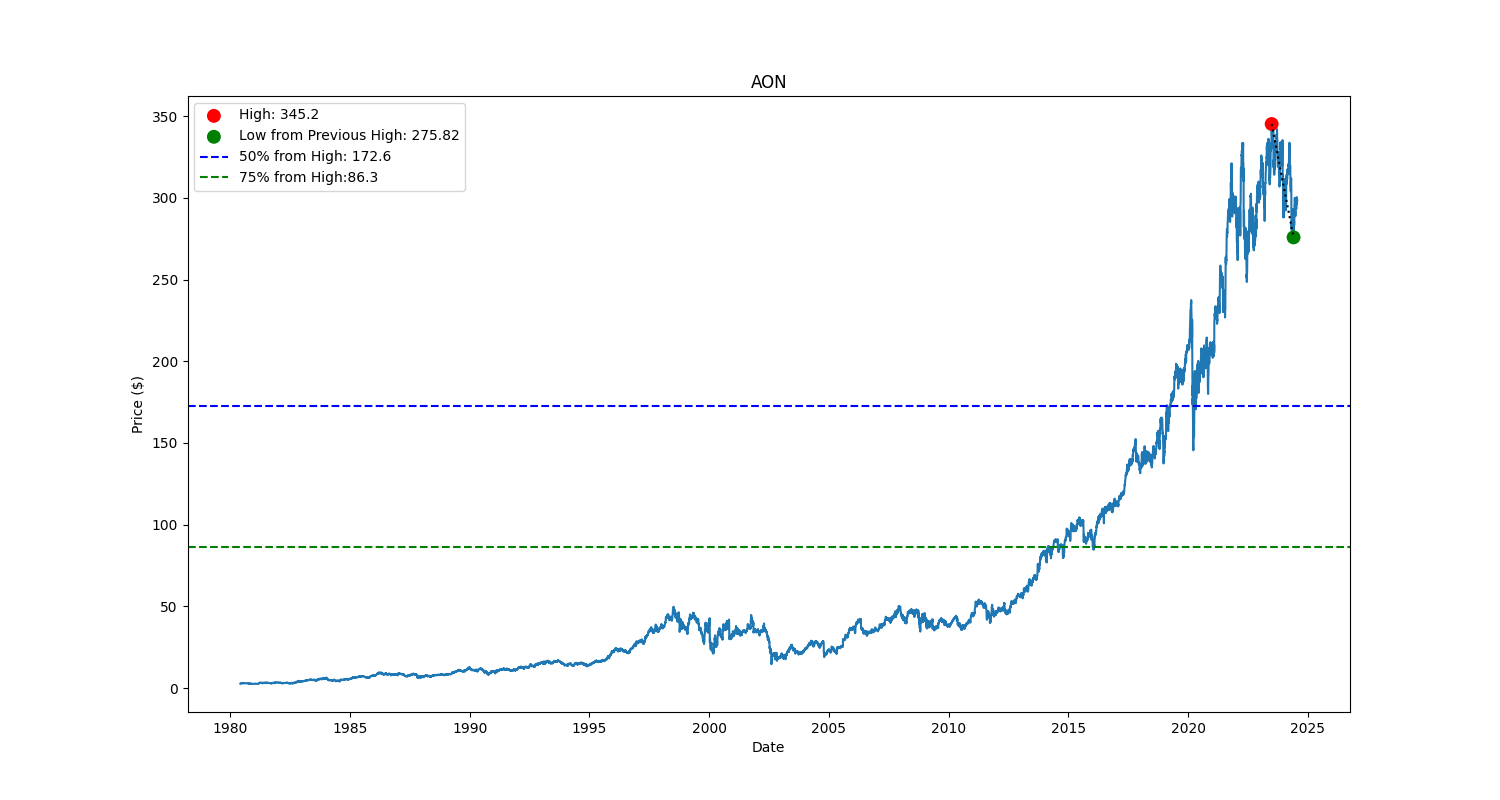 AON
High: 345.2
Low from Previous High: 275.82
50% from High: 172.6
75% from High:86.3
350
300
250
200
150
100
50
0
Price ($)
1980 1985 1990 1995 2000 2005 2010 2015 2020 2025
Date